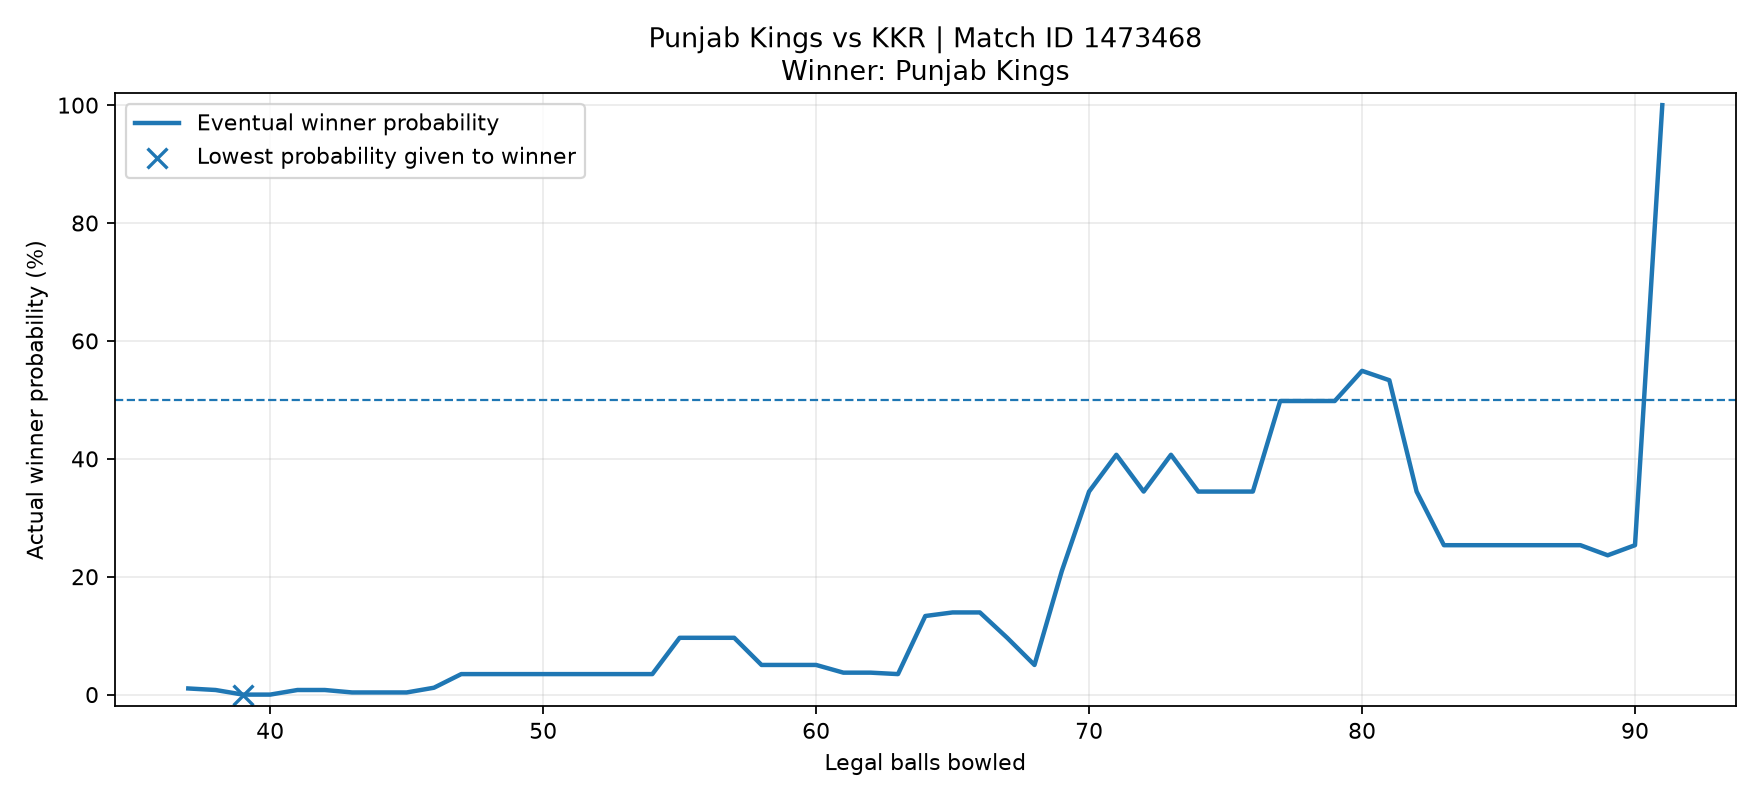 Punjab Kings vs KKR | Match ID 1473468
Winner: Punjab Kings
Eventual winner probability
Lowest probability given to winner
Actual winner probability (%)
100
80
60
40
20
0
40 50 60 70 80 90
Legal balls bowled